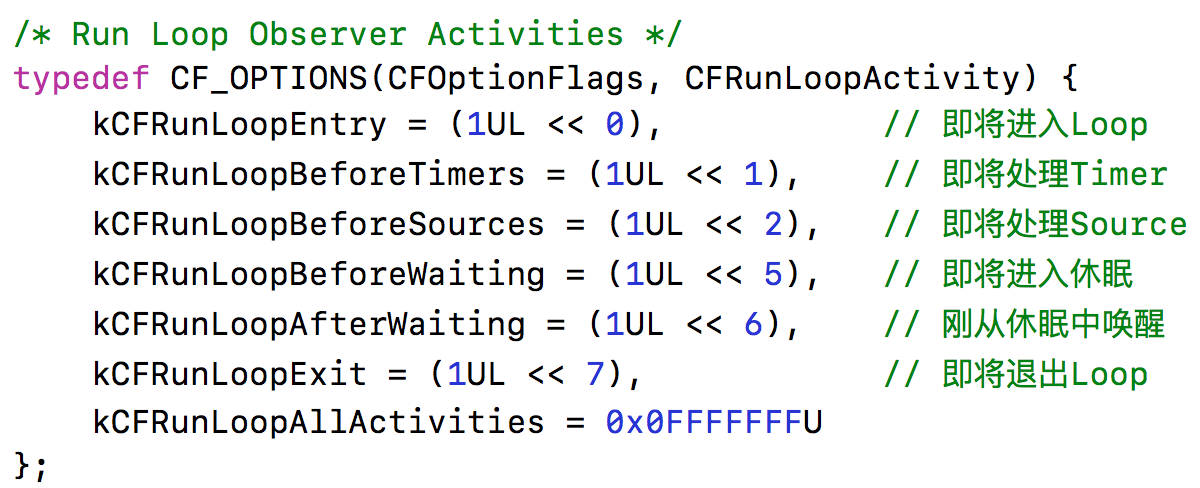 /* Run Loop Observer Activities */
typedef CF_OPTIONS(CFOptionFlags, CFRunLoopActivity) {
    kCFRunLoopEntry = (1UL << 0),            // 即将进入Loop
    kCFRunLoopBeforeTimers = (1UL << 1),     // 即将处理Timer
    kCFRunLoopBeforeSources = (1UL << 2),    // 即将处理Source
    kCFRunLoopBeforeWaiting = (1UL << 5),    // 即将进入休眠
    kCFRunLoopAfterWaiting = (1UL << 6),     // 刚从休眠中唤醒
    kCFRunLoopExit = (1UL << 7),             // 即将退出Loop
    kCFRunLoopAllActivities = 0x0FFFFFFFU
};